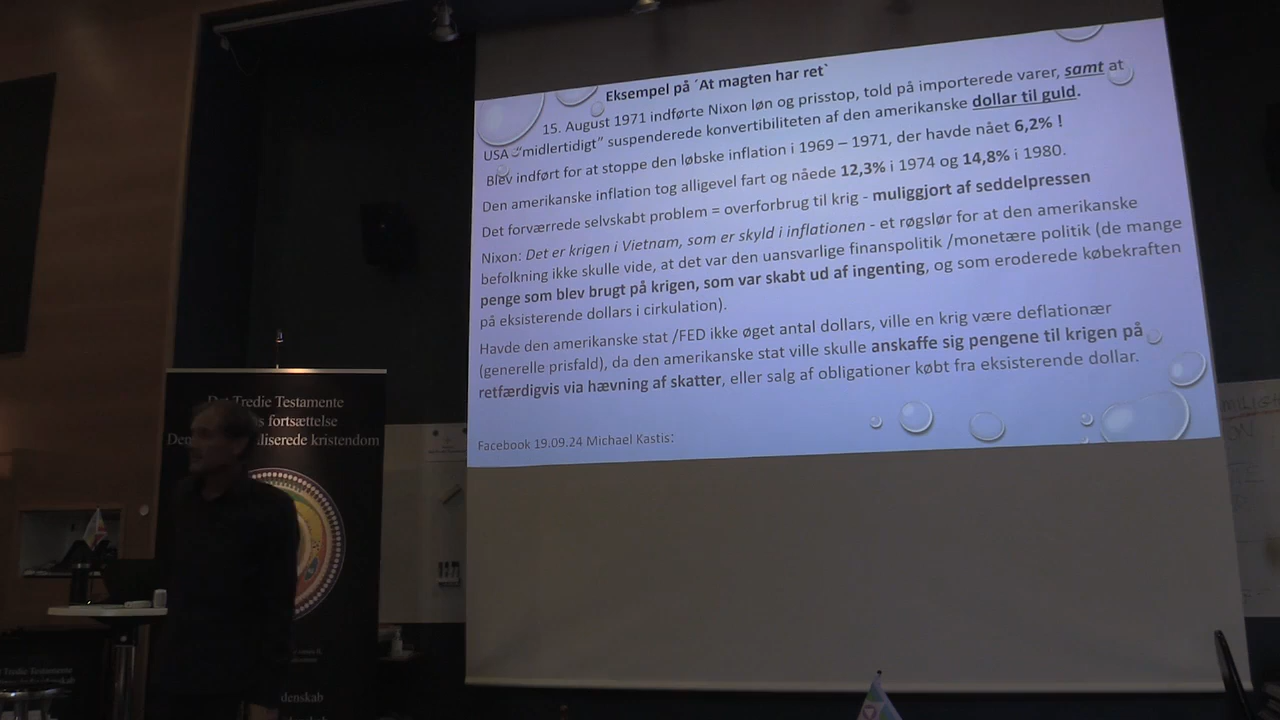 Eksempel på ´At magten har ret`
15. August 1971 indførte Nixon løn og prisstop, told på importerede varer, samt at
USA “midlertidigt” suspenderede konvertibiliteten af den amerikanske dollar til guld.
Blev indført for at stoppe den løbske inflation i 1969 – 1971, der havde nået 6,2% !
Den amerikanske inflation tog alligevel fart og nåede 12,3% i 1974 og 14,8% i 1980.
Det forværrede selvskabt problem = overforbrug til krig - muliggjort af seddelpressen
Nixon: Det er krigen i Vietnam, som er skyld i inflationen - et røgslør for at den amerikanske
befolkning ikke skulle vide, at det var den uansvarlige finanspolitik /monetære politik (de mange
penge som blev brugt på krigen, som var skabt ud af ingenting, og som eroderede købekraften
på eksisterende dollars i cirkulation).
Havde den amerikanske stat /FED ikke øget antal dollars, ville en krig være deflationær
(generelle prisfald), da den amerikanske stat ville skulle anskaffe sig pengene til krigen på
retfærdigvis via hævning af skatter, eller salg af obligationer købt fra eksisterende dollar.
Facebook 19.09.24 Michael Kastis:
Det Tredie Testamente
fortsættelse
kristendom
Tredie Testamente